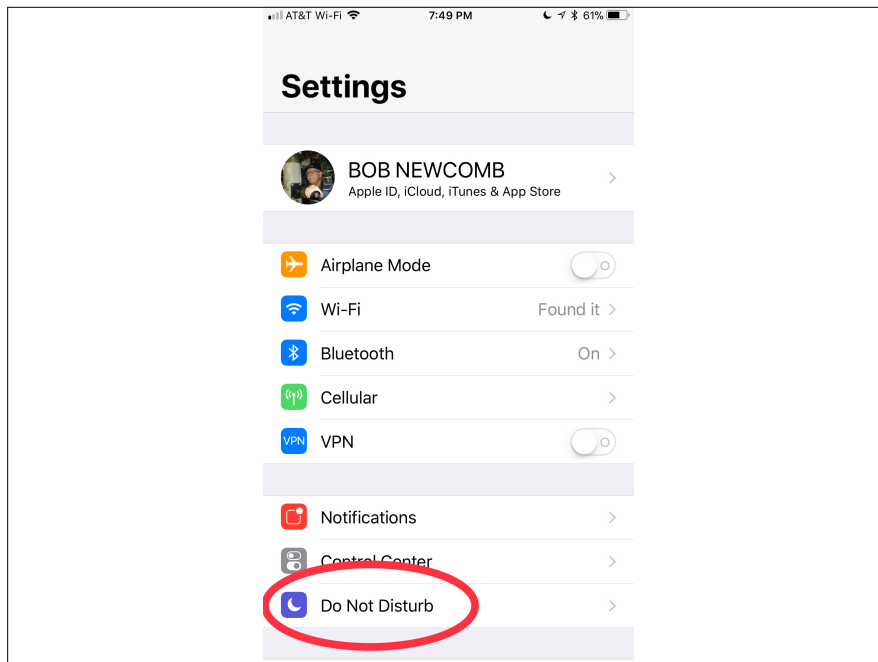 AT&T Wi-Fi 7:49 PM 61%
Settings
BOB NEWCOMB
Apple ID, iCloud, iTunes & App Store
Airplane Mode
Wi-Fi Found it
Bluetooth On
Cellular
VPN VPN
Notifications
Control Center
Do Not Disturb